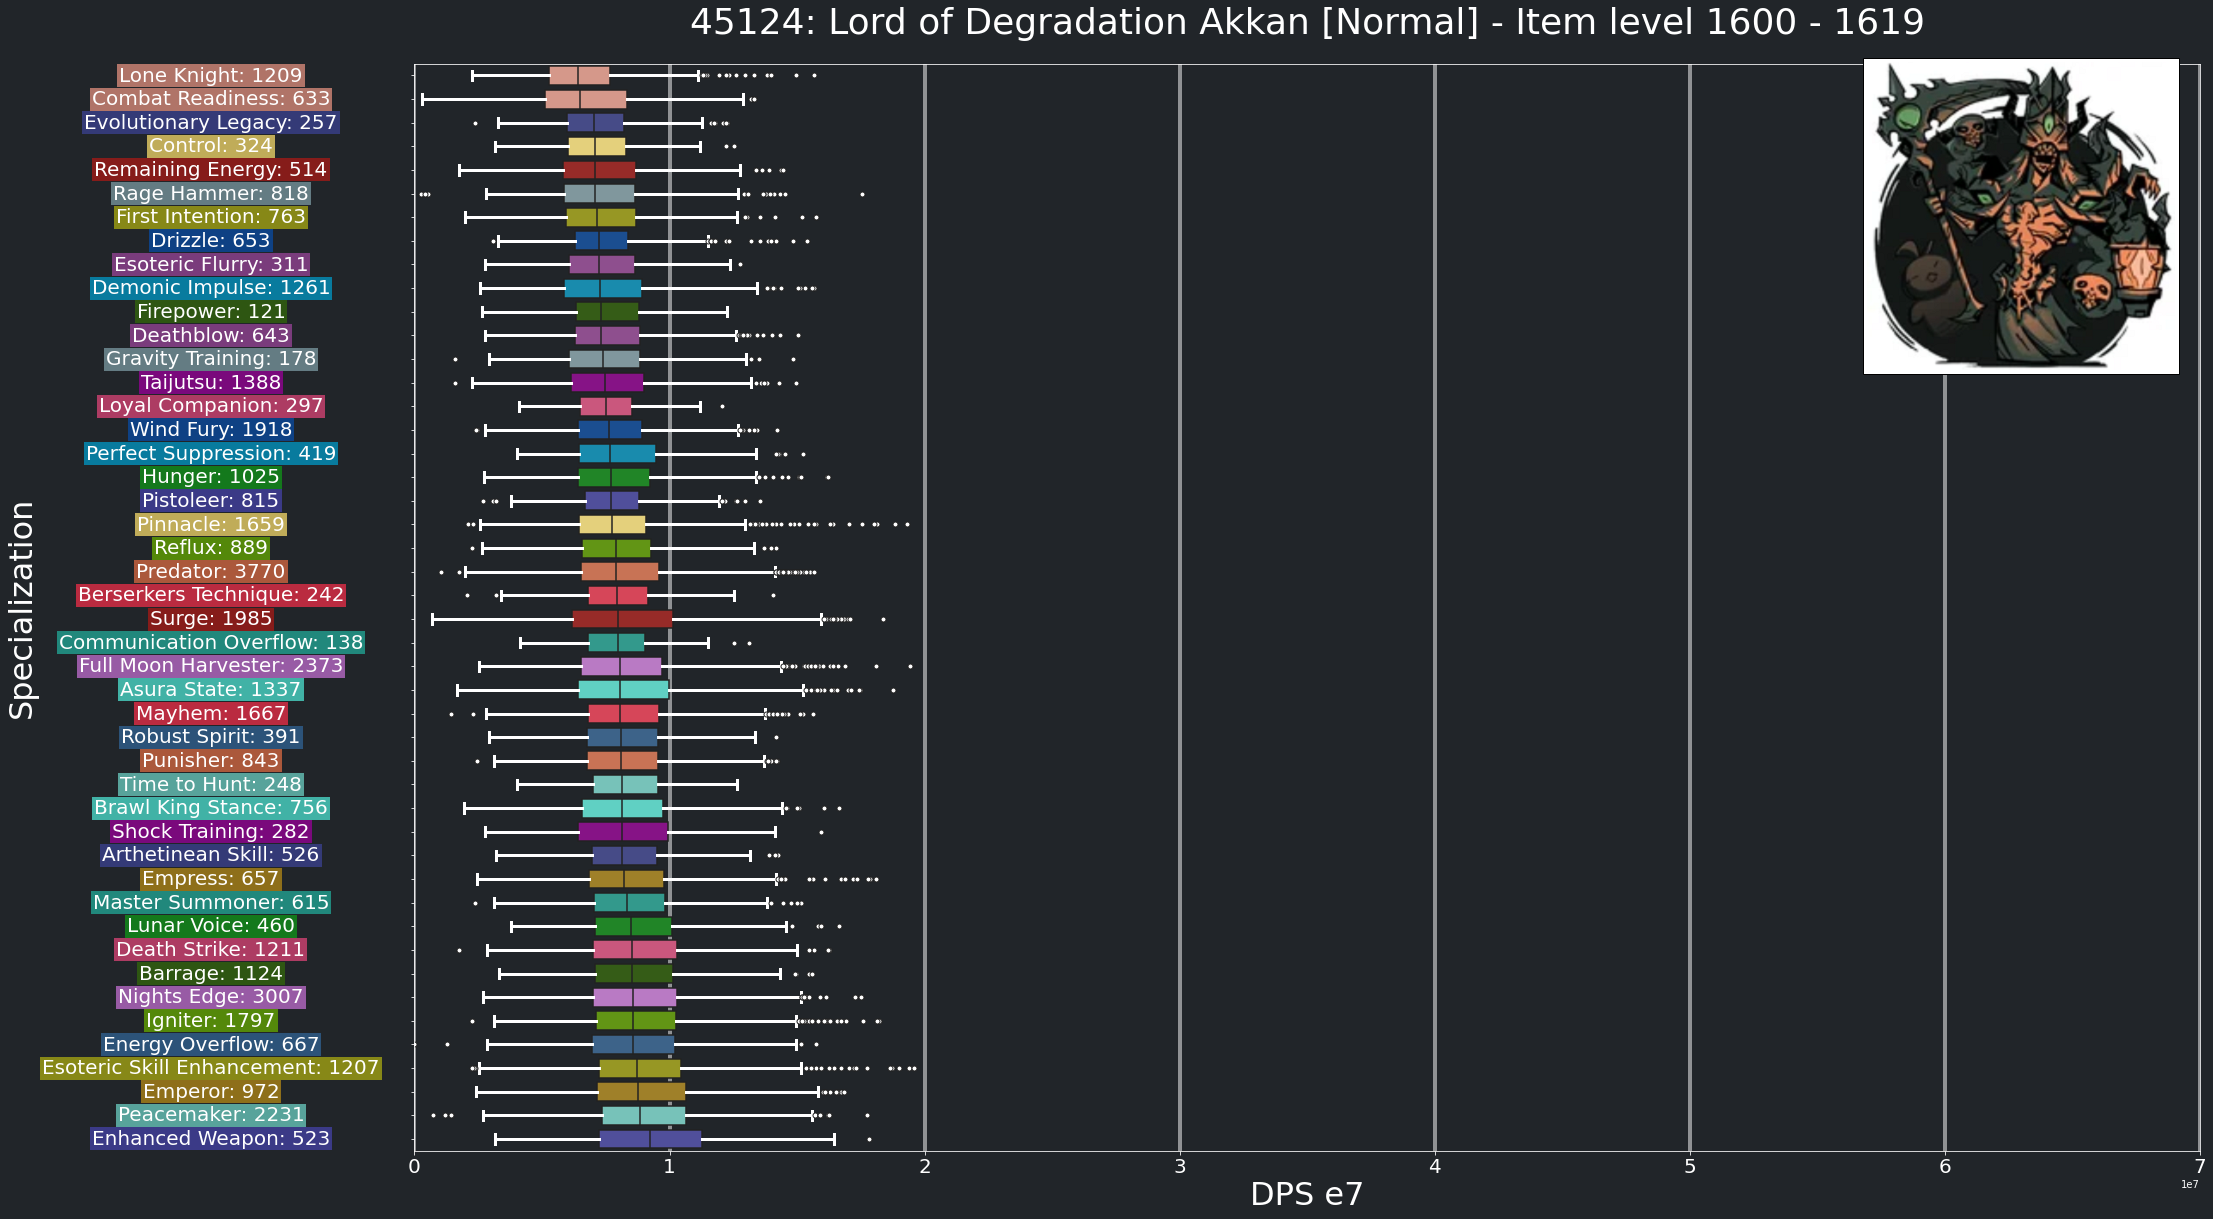 45124: Lord of Degradation Akkan [Normal] - Item level 1600 - 1619
Specialization
Lone Knight: 1209
Combat Readiness: 633
Evolutionary Legacy: 257
Control: 324
Remaining Energy: 514
Rage Hammer: 818
First Intention: 763
Drizzle: 653
Esoteric Flurry: 311
Demonic Impulse: 1261
Firepower: 121
Deathblow: 643
Gravity Training: 178
Taijutsu: 1388
Loyal Companion: 297
Wind Fury: 1918
Perfect Suppression: 419
Hunger: 1025
Pistoleer: 815
Pinnacle: 1659
Reflux: 889
Predator: 3770
Berserkers Technique: 242
Surge: 1985
Communication Overflow: 138
Full Moon Harvester: 2373
Asura State: 1337
Mayhem: 1667
Robust Spirit: 391
Punisher: 843
Time to Hunt: 248
Brawl King Stance: 756
Shock Training: 282
Arthetinean Skill: 526
Empress: 657
Master Summoner: 615
Lunar Voice: 460
Death Strike: 1211
Barrage: 1124
Nights Edge: 3007
Igniter: 1797
Energy Overflow: 667
Esoteric Skill Enhancement: 1207
Emperor: 972
Peacemaker: 2231
Enhanced Weapon: 523
0 1 2 3 4 5 6 7
1e7
DPS e7